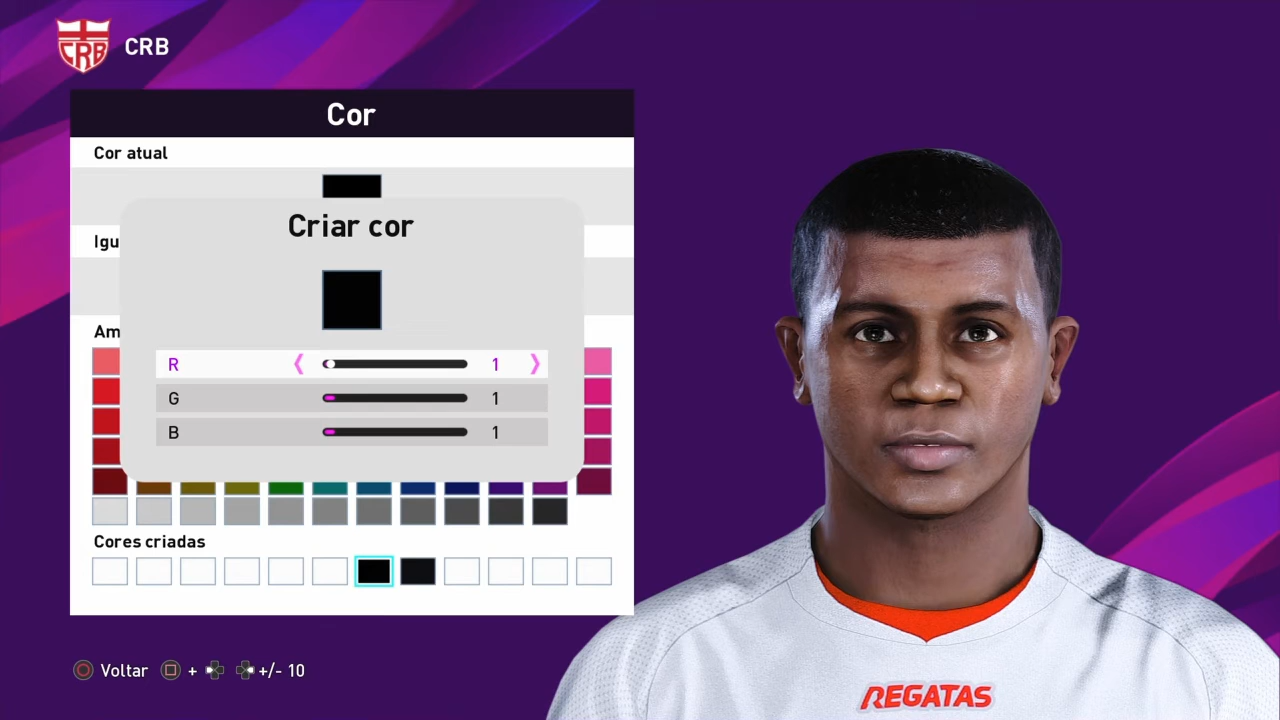 CRB
CRB
Cor
Cor atual
Igu
Criar cor
Am
R 1
G 1
B 1
Cores criadas
Voltar + +/- 10
REGATAS